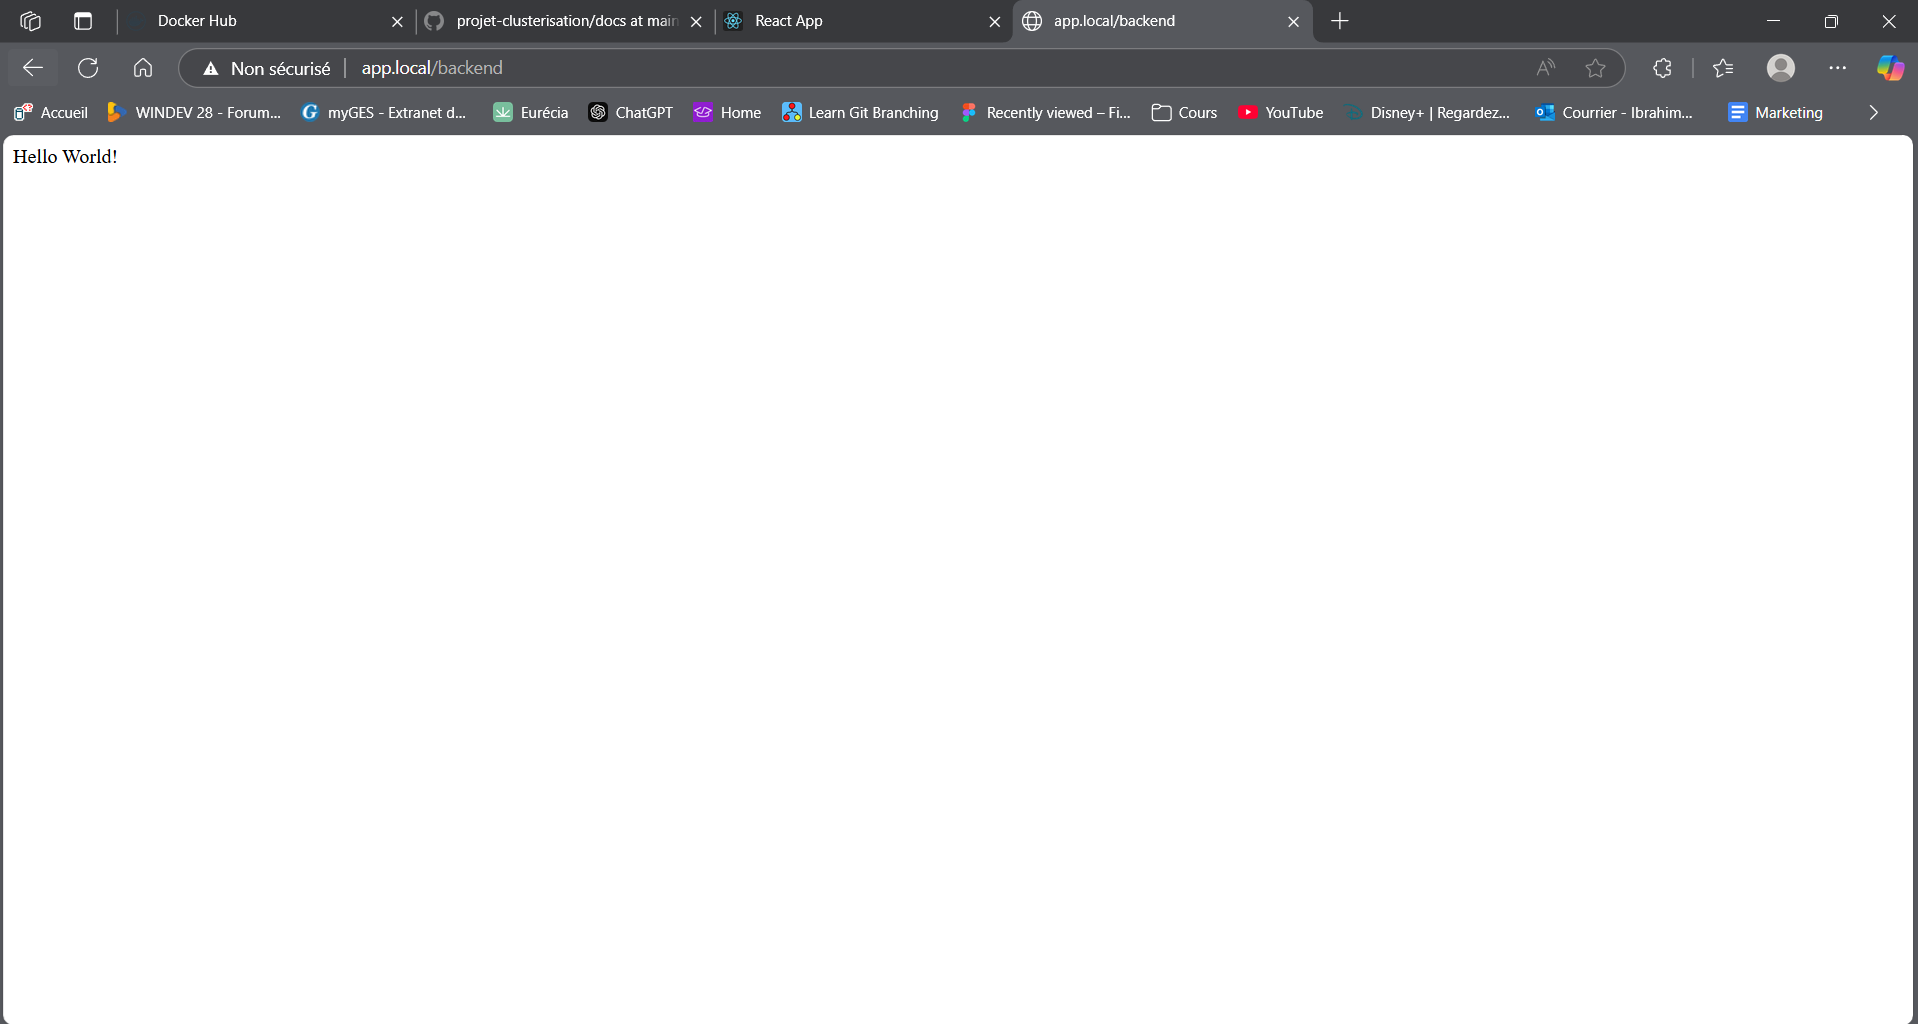 Docker Hub
projet-clusterisation/docs at main
React App
app.local/backend
Non sécurisé
app.local/backend
Accueil
WINDEV 28 - Forum...
myGES - Extranet d...
Eurécia
ChatGPT
Home
Learn Git Branching
Recently viewed – Fi...
Cours
YouTube
Disney+ | Regardez...
Courrier - Ibrahim...
Marketing
Hello World!